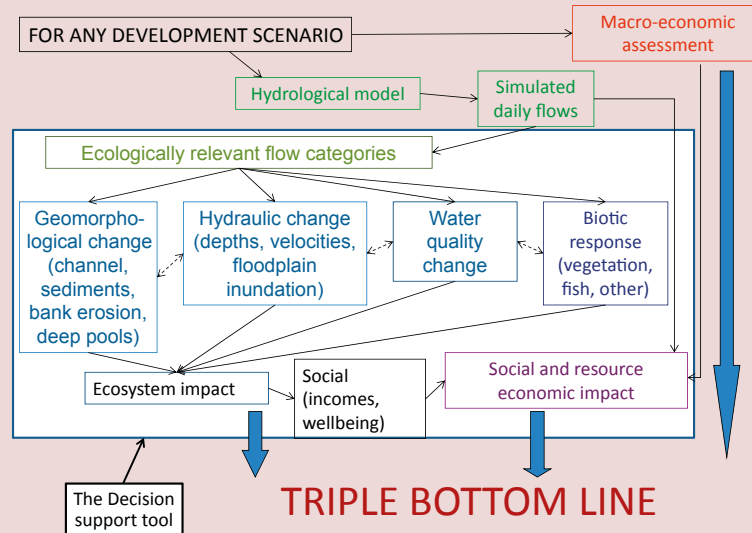 FOR ANY DEVELOPMENT SCENARIO
Macro-economic
assessment
Hydrological model
Simulated
daily flows
Ecologically relevant flow categories
Geomorpho-
logical change
(channel,
sediments,
bank erosion,
deep pools)
Hydraulic change
(depths, velocities,
floodplain
inundation)
Water
quality
change
Biotic
response
(vegetation,
fish, other)
Ecosystem impact
Social
(incomes,
wellbeing)
Social and resource
economic impact
The Decision
support tool
TRIPLE BOTTOM LINE